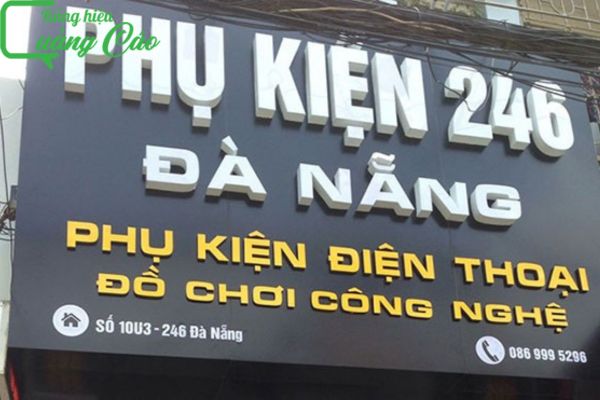 Bảng hiệu
Quảng Cáo
PHỤ KIỆN 246
ĐÀ NẴNG
PHỤ KIỆN ĐIỆN THOẠI
ĐỒ CHƠI CÔNG NGHỆ
SỐ 10U3 - 246 Đà Nẵng
086 999 5296